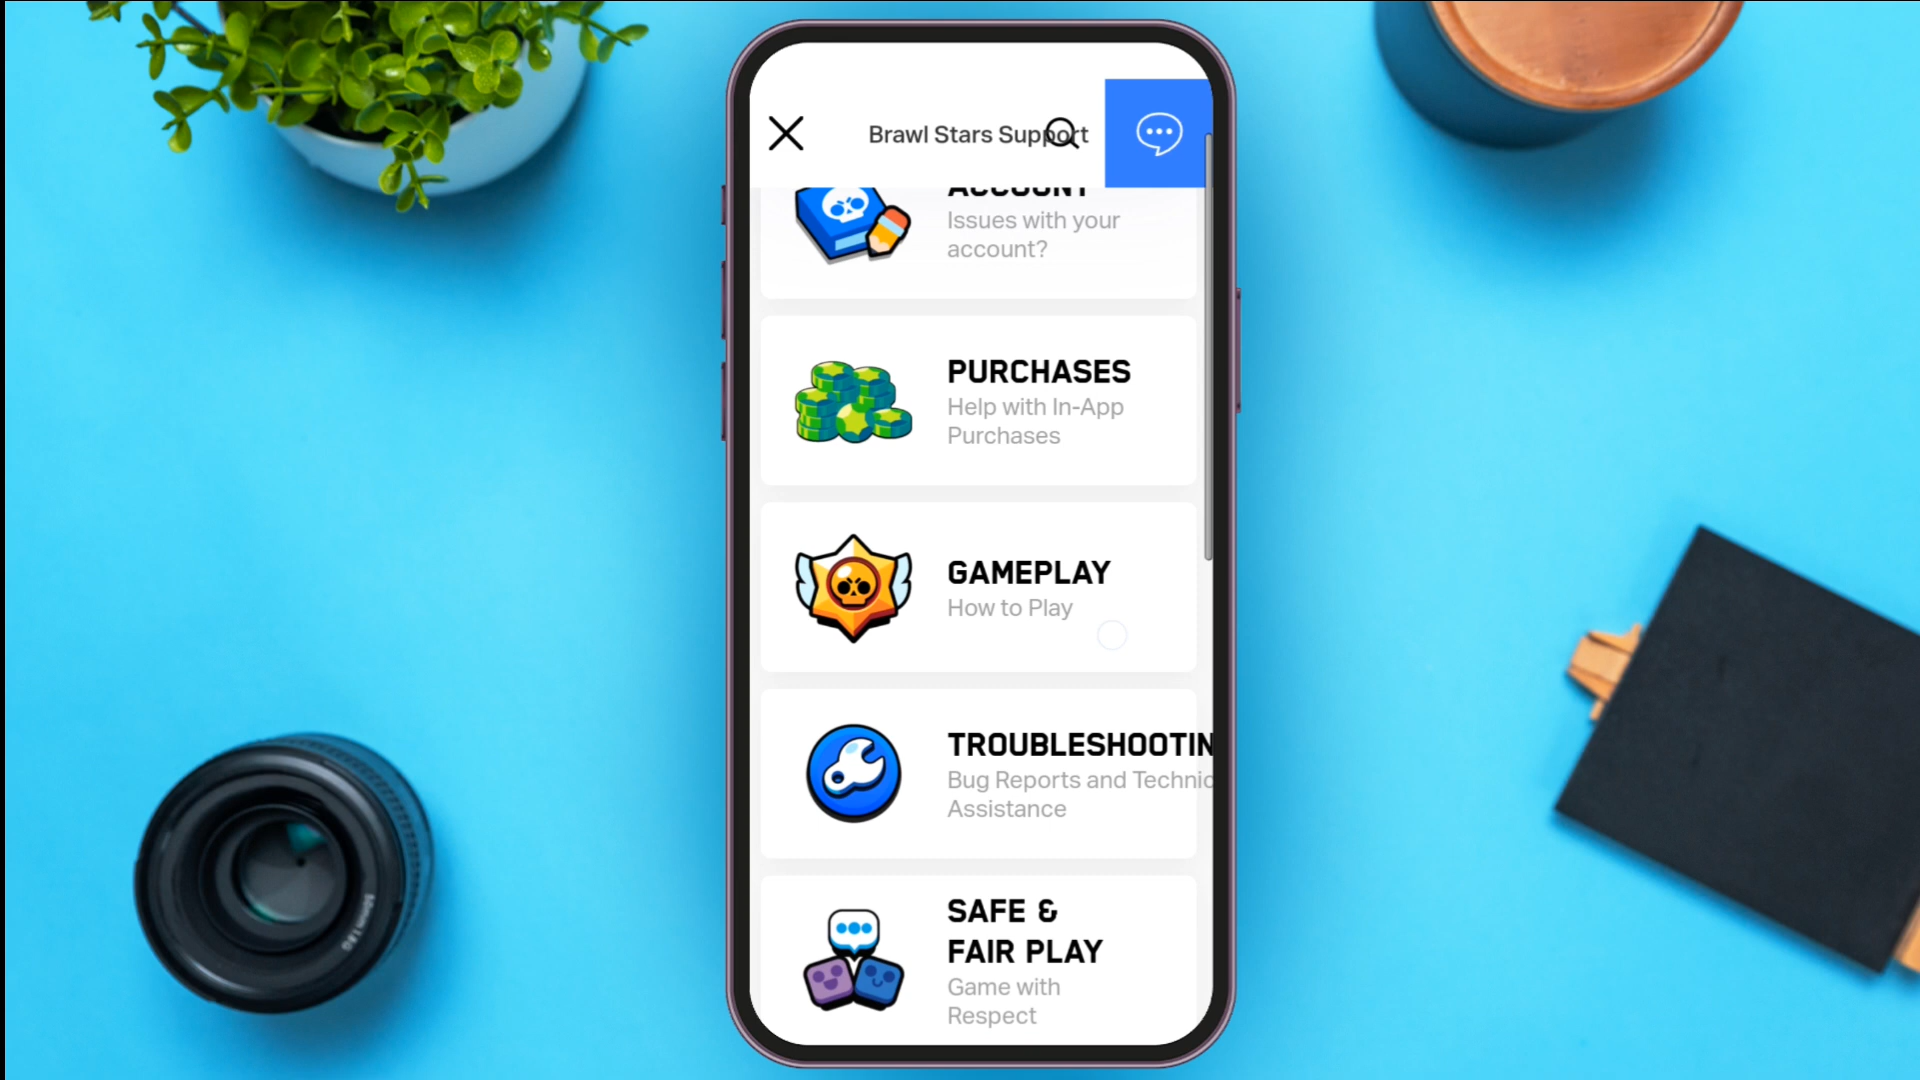 Brawl Stars Support
ACCOUNT
Issues with your
account?
PURCHASES
Help with In-App
Purchases
GAMEPLAY
How to Play
TROUBLESHOOTIN
Bug Reports and Technic
Assistance
SAFE &
FAIR PLAY
Game with
Respect